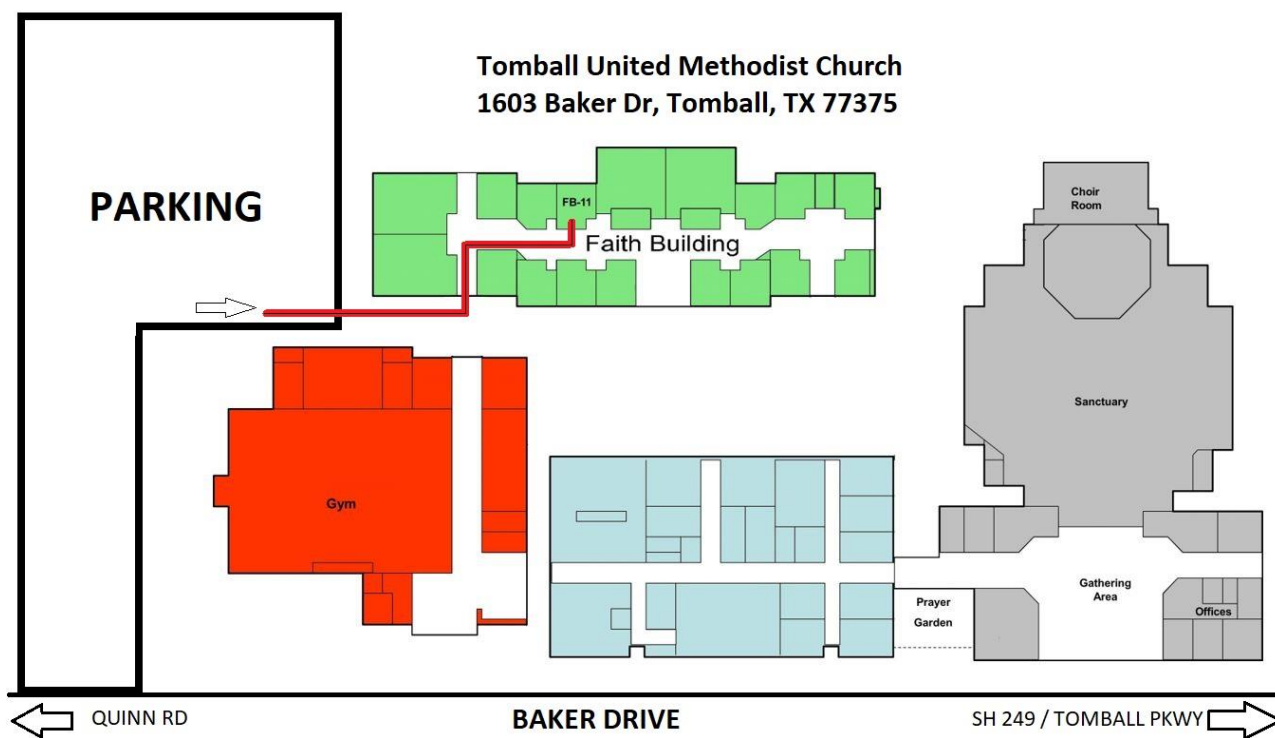 Tomball United Methodist Church
1603 Baker Dr, Tomball, TX 77375
PARKING
FB-11
Faith Building
Choir
Room
Sanctuary
Gym
Prayer
Garden
Gathering
Area
Offices
QUINN RD
BAKER DRIVE
SH 249 / TOMBALL PKWY